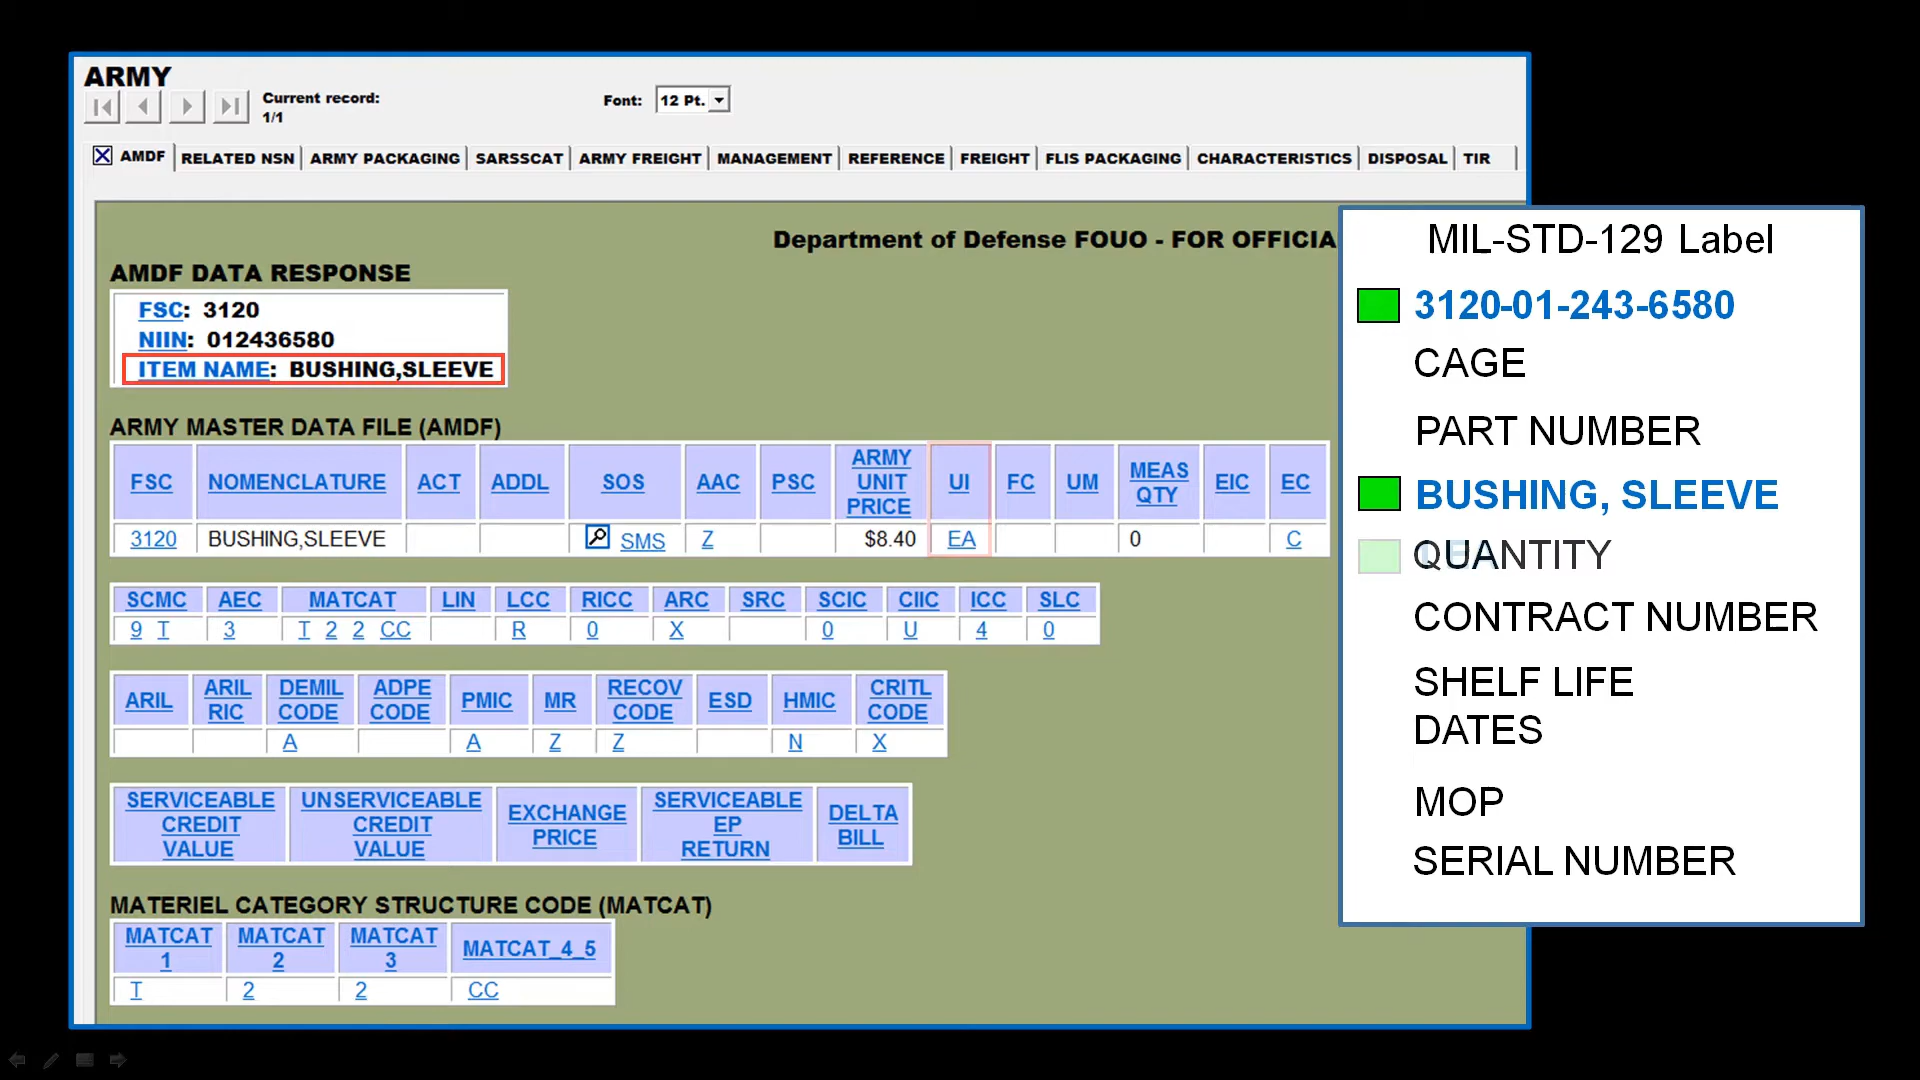 ARMY
Current record:
1/1
Font: 12 Pt.
AMDF RELATED NSN ARMY PACKAGING SARSSCAT ARMY FREIGHT MANAGEMENT REFERENCE FREIGHT FLIS PACKAGING CHARACTERISTICS DISPOSAL TIR
Department of Defense FOUO - FOR OFFICIA
AMDF DATA RESPONSE
FSC: 3120
NIIN: 012436580
ITEM NAME: BUSHING,SLEEVE
ARMY MASTER DATA FILE (AMDF)
FSC NOMENCLATURE ACT ADDL SOS AAC PSC ARMY UNIT PRICE UI FC UM MEAS QTY EIC EC
3120 BUSHING,SLEEVE SMS Z $8.40 EA 0 C
SCMC AEC MATCAT LIN LCC RICC ARC SRC SCIC CIIC ICC SLC
9 T 3 T 2 2 CC R 0 X 0 U 4 0
ARIL ARIL RIC DEMIL CODE ADPE CODE PMIC MR RECOV CODE ESD HMIC CRITL CODE
A A Z Z N X
SERVICEABLE CREDIT VALUE UNSERVICEABLE CREDIT VALUE EXCHANGE PRICE SERVICEABLE EP RETURN DELTA BILL
MATERIEL CATEGORY STRUCTURE CODE (MATCAT)
MATCAT 1 MATCAT 2 MATCAT 3 MATCAT_4_5
T 2 2 CC
MIL-STD-129 Label
3120-01-243-6580
CAGE
PART NUMBER
BUSHING, SLEEVE
QUANTITY
CONTRACT NUMBER
SHELF LIFE
DATES
MOP
SERIAL NUMBER